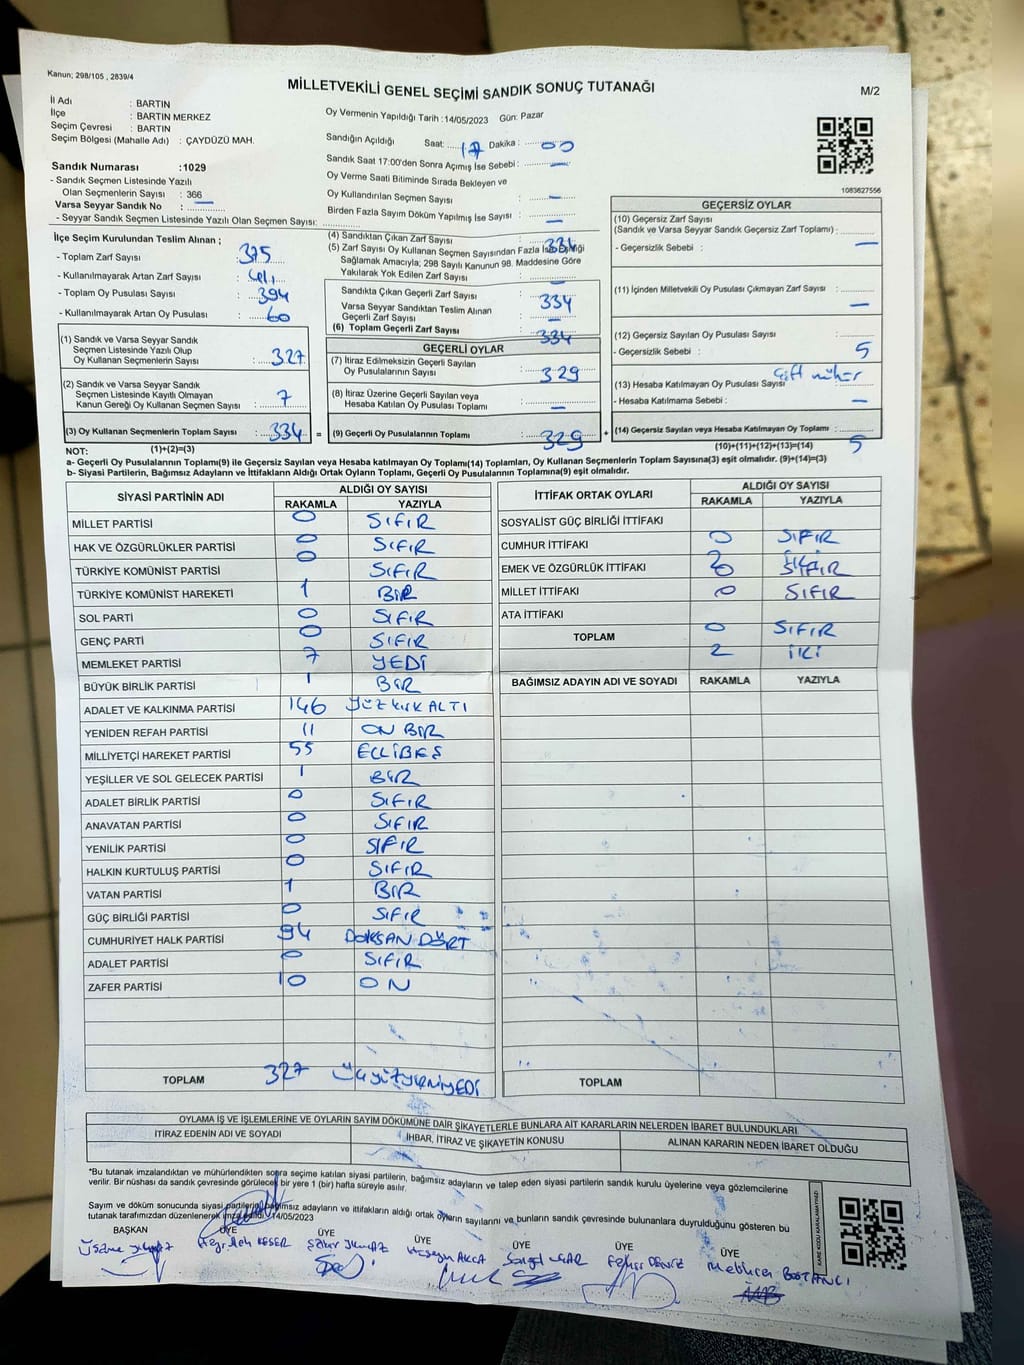 Kanun; 298/105 , 2839/4
MİLLETVEKİLİ GENEL SEÇİMİ SANDIK SONUÇ TUTANAĞI
M/2
İl Adı : BARTIN
İlçe : BARTIN MERKEZ
Seçim Çevresi : BARTIN
Seçim Bölgesi (Mahalle Adı) : ÇAYDÜZÜ MAH.
Oy Vermenin Yapıldığı Tarih :14/05/2023 Gün: Pazar
Sandığın Açıldığı Saat: 17 Dakika : 00
Sandık Saat 17:00'den Sonra Açımış İse Sebebi : —
Oy Verme Saati Bitiminde Sırada Bekleyen ve
Oy Kullandırılan Seçmen Sayısı —
Birden Fazla Sayım Döküm Yapılmış İse Sayısı —
1083627556
Sandık Numarası :1029
- Sandık Seçmen Listesinde Yazılı
Olan Seçmenlerin Sayısı : 366
Varsa Seyyar Sandık No : —
- Seyyar Sandık Seçmen Listesinde Yazılı Olan Seçmen Sayısı:
İlçe Seçim Kurulundan Teslim Alınan ;
- Toplam Zarf Sayısı : 375
- Kullanılmayarak Artan Zarf Sayısı : 41
- Toplam Oy Pusulası Sayısı : 394
- Kullanılmayarak Artan Oy Pusulası : 60
(1) Sandık ve Varsa Seyyar Sandık
Seçmen Listesinde Yazılı Olup
Oy Kullanan Seçmenlerin Sayısı : 327
(2) Sandık ve Varsa Seyyar Sandık
Seçmen Listesinde Kayıtlı Olmayan
Kanun Gereği Oy Kullanan Seçmen Sayısı : 7
(3) Oy Kullanan Seçmenlerin Toplam Sayısı : 334 =
(1)+(2)=(3)
(4) Sandıktan Çıkan Zarf Sayısı : 334
(5) Zarf Sayısı Oy Kullanan Seçmen Sayısından Fazla İse Eşitliği
Sağlamak Amacıyla; 298 Sayılı Kanunun 98. Maddesine Göre
Yakılarak Yok Edilen Zarf Sayısı : —
Sandıkta Çıkan Geçerli Zarf Sayısı : 334
Varsa Seyyar Sandıktan Teslim Alınan
Geçerli Zarf Sayısı : —
(6) Toplam Geçerli Zarf Sayısı : 334
GEÇERLİ OYLAR
(7) İtiraz Edilmeksizin Geçerli Sayılan
Oy Pusulalarının Sayısı : 329
(8) İtiraz Üzerine Geçerli Sayılan veya
Hesaba Katılan Oy Pusulaları Toplamı : —
(9) Geçerli Oy Pusulalarının Toplamı : 329 +
GEÇERSİZ OYLAR
(10) Geçersiz Zarf Sayısı
(Sandık ve Varsa Seyyar Sandık Geçersiz Zarf Toplamı) : —
- Geçersizlik Sebebi :
(11) İçinden Milletvekili Oy Pusulası Çıkmayan Zarf Sayısı : —
(12) Geçersiz Sayılan Oy Pusulası Sayısı : 5
- Geçersizlik Sebebi : Çift mühür
(13) Hesaba Katılmayan Oy Pusulası Sayısı : —
- Hesaba Katılmama Sebebi :
(14) Geçersiz Sayılan veya Hesaba Katılmayan Oy Toplamı : 5
(10)+(11)+(12)+(13)=(14)
NOT:
a- Geçerli Oy Pusulalarının Toplamı(9) ile Geçersiz Sayılan veya Hesaba katılmayan Oy Toplamı(14) Toplamları, Oy Kullanan Seçmenlerin Toplam Sayısına(3) eşit olmalıdır. (9)+(14)=(3)
b- Siyasi Partilerin, Bağımsız Adayların ve İttifakların Aldığı Ortak Oyların Toplamı, Geçerli Oy Pusulalarının Toplamına(9) eşit olmalıdır.
SİYASİ PARTİNİN ADI ALDIĞI OY SAYISI
RAKAMLA YAZIYLA
MİLLET PARTİSİ 0 SIFIR
HAK VE ÖZGÜRLÜKLER PARTİSİ 0 SIFIR
TÜRKİYE KOMÜNİST PARTİSİ 0 SIFIR
TÜRKİYE KOMÜNİST HAREKETİ 1 BİR
SOL PARTİ 0 SIFIR
GENÇ PARTİ 0 SIFIR
MEMLEKET PARTİSİ 7 YEDİ
BÜYÜK BİRLİK PARTİSİ 1 BİR
ADALET VE KALKINMA PARTİSİ 146 YÜZ KIRK ALTI
YENİDEN REFAH PARTİSİ 11 ON BİR
MİLLİYETÇİ HAREKET PARTİSİ 55 ELLİBEŞ
YEŞİLLER VE SOL GELECEK PARTİSİ 1 BİR
ADALET BİRLİK PARTİSİ 0 SIFIR
ANAVATAN PARTİSİ 0 SIFIR
YENİLİK PARTİSİ 0 SIFIR
HALKIN KURTULUŞ PARTİSİ 0 SIFIR
VATAN PARTİSİ 1 BİR
GÜÇ BİRLİĞİ PARTİSİ 0 SIFIR
CUMHURİYET HALK PARTİSİ 94 DOKSAN DÖRT
ADALET PARTİSİ 0 SIFIR
ZAFER PARTİSİ 10 ON
TOPLAM 327 ÜÇYÜZYİRMİYEDİ
İTTİFAK ORTAK OYLARI ALDIĞI OY SAYISI
RAKAMLA YAZIYLA
SOSYALİST GÜÇ BİRLİĞİ İTTİFAKI
CUMHUR İTTİFAKI 0 SIFIR
EMEK VE ÖZGÜRLÜK İTTİFAKI 0 SIFIR
MİLLET İTTİFAKI 0 SIFIR
ATA İTTİFAKI
TOPLAM 0 SIFIR
2 İKİ
BAĞIMSIZ ADAYIN ADI VE SOYADI RAKAMLA YAZIYLA
TOPLAM
OYLAMA İŞ VE İŞLEMLERİNE VE OYLARIN SAYIM DÖKÜMÜNE DAİR ŞİKAYETLERLE BUNLARA AİT KARARLARIN NELERDEN İBARET BULUNDUKLARI
İTİRAZ EDENİN ADI VE SOYADI İHBAR, İTİRAZ VE ŞİKAYETİN KONUSU ALINAN KARARIN NEDEN İBARET OLDUĞU
*Bu tutanak imzalandıktan ve mühürlendikten sonra seçime katılan siyasi partilerin, bağımsız adayların ve talep eden siyasi partilerin sandık kurulu üyelerine veya gözlemcilerine
verilir. Bir nüshası da sandık çevresinde görülecek bir yere 1 (bir) hafta süreyle asılır.
Sayım ve döküm sonucunda siyasi partilerin, bağımsız adayların ve ittifakların aldığı ortak oyların sayılarını ve bunların sandık çevresinde bulunanlara duyrulduğunu gösteren bu
tutanak tarafımızdan düzenlenerek imza edildi. 14/05/2023
BAŞKAN ÜYE ÜYE ÜYE ÜYE ÜYE ÜYE
KESER AKCA DENİZ BOSTANCI
KARE KODU KARALAMAYINIZ!